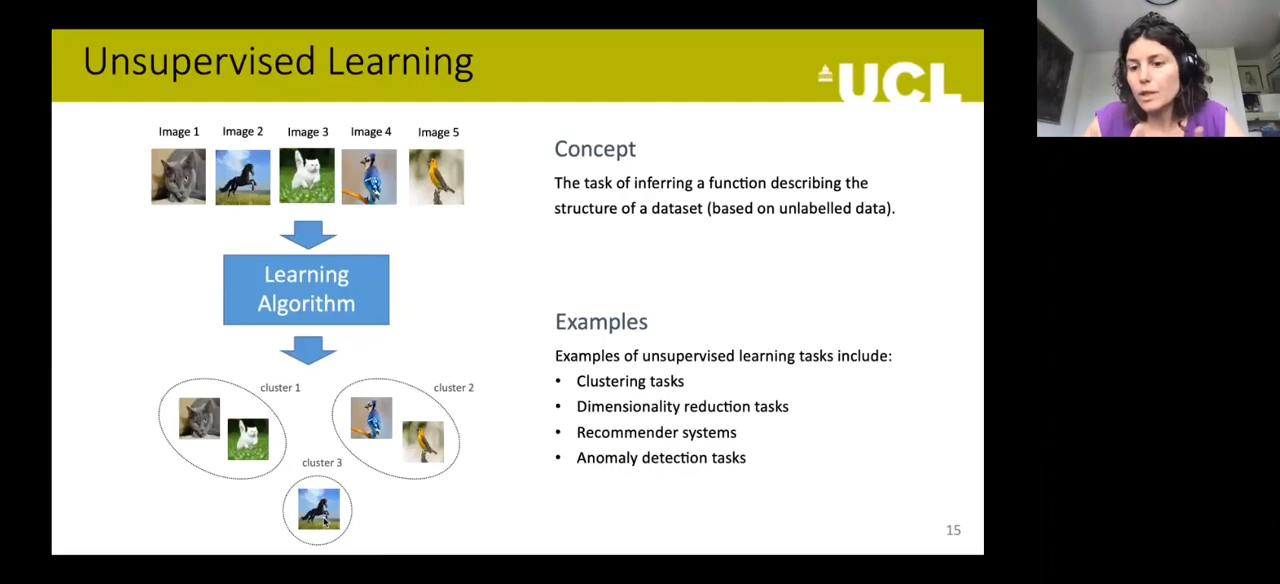 Unsupervised Learning
UCL
Image 1 Image 2 Image 3 Image 4 Image 5
Learning
Algorithm
cluster 1
cluster 2
cluster 3
Concept
The task of inferring a function describing the
structure of a dataset (based on unlabelled data).
Examples
Examples of unsupervised learning tasks include:
• Clustering tasks
• Dimensionality reduction tasks
• Recommender systems
• Anomaly detection tasks
15